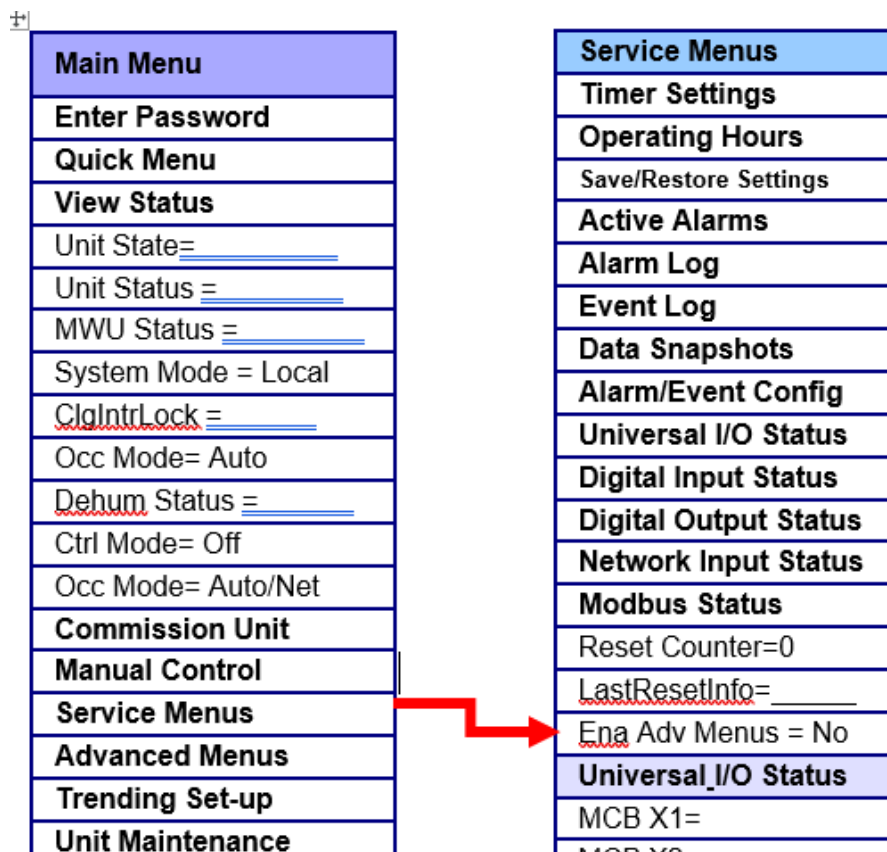 Main Menu
Enter Password
Quick Menu
View Status
Unit State=
Unit Status =
MWU Status =
System Mode = Local
ClgIntrLock =
Occ Mode= Auto
Dehum Status =
Ctrl Mode= Off
Occ Mode= Auto/Net
Commission Unit
Manual Control
Service Menus
Advanced Menus
Trending Set-up
Unit Maintenance
Service Menus
Timer Settings
Operating Hours
Save/Restore Settings
Active Alarms
Alarm Log
Event Log
Data Snapshots
Alarm/Event Config
Universal I/O Status
Digital Input Status
Digital Output Status
Network Input Status
Modbus Status
Reset Counter=0
LastResetInfo=______
Ena Adv Menus = No
Universal I/O Status
MCB X1=